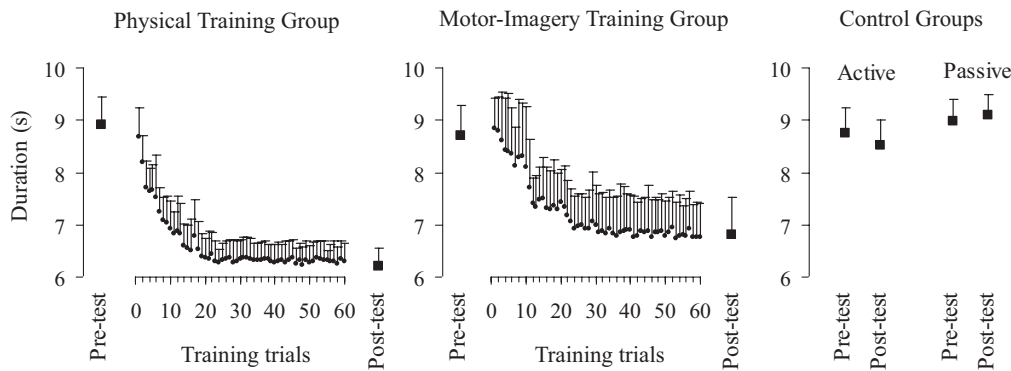 Physical Training Group
Motor-Imagery Training Group
Control Groups
Duration (s)
10
9
8
7
6
Pre-test
0 10 20 30 40 50 60
Training trials
Post-test
10
9
8
7
6
Pre-test
0 10 20 30 40 50 60
Training trials
Post-test
10
9
8
7
6
Active
Passive
Pre-test
Post-test
Pre-test
Post-test